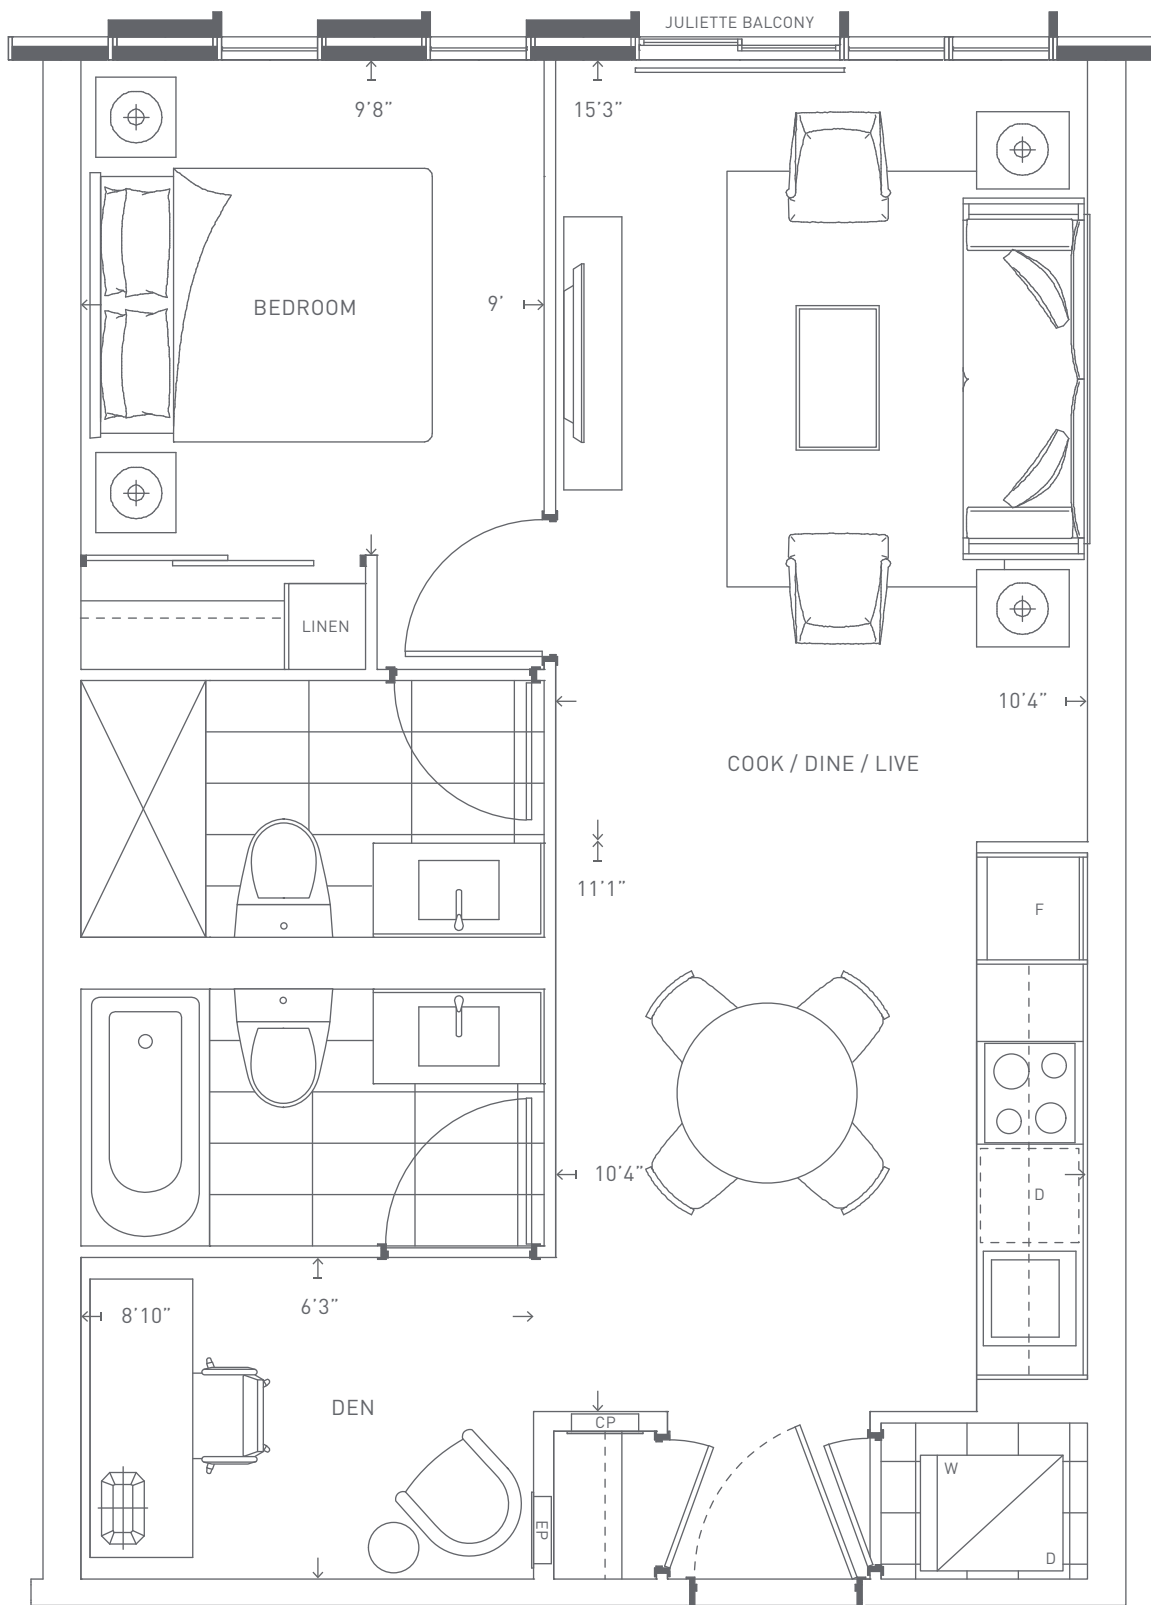 JULIETTE BALCONY
9'8”
15'3”
BEDROOM
9'
LINEN
10'4”
COOK / DINE / LIVE
11'1”
F
10'4”
D
6'3”
8'10”
DEN
CP
W
EP
D